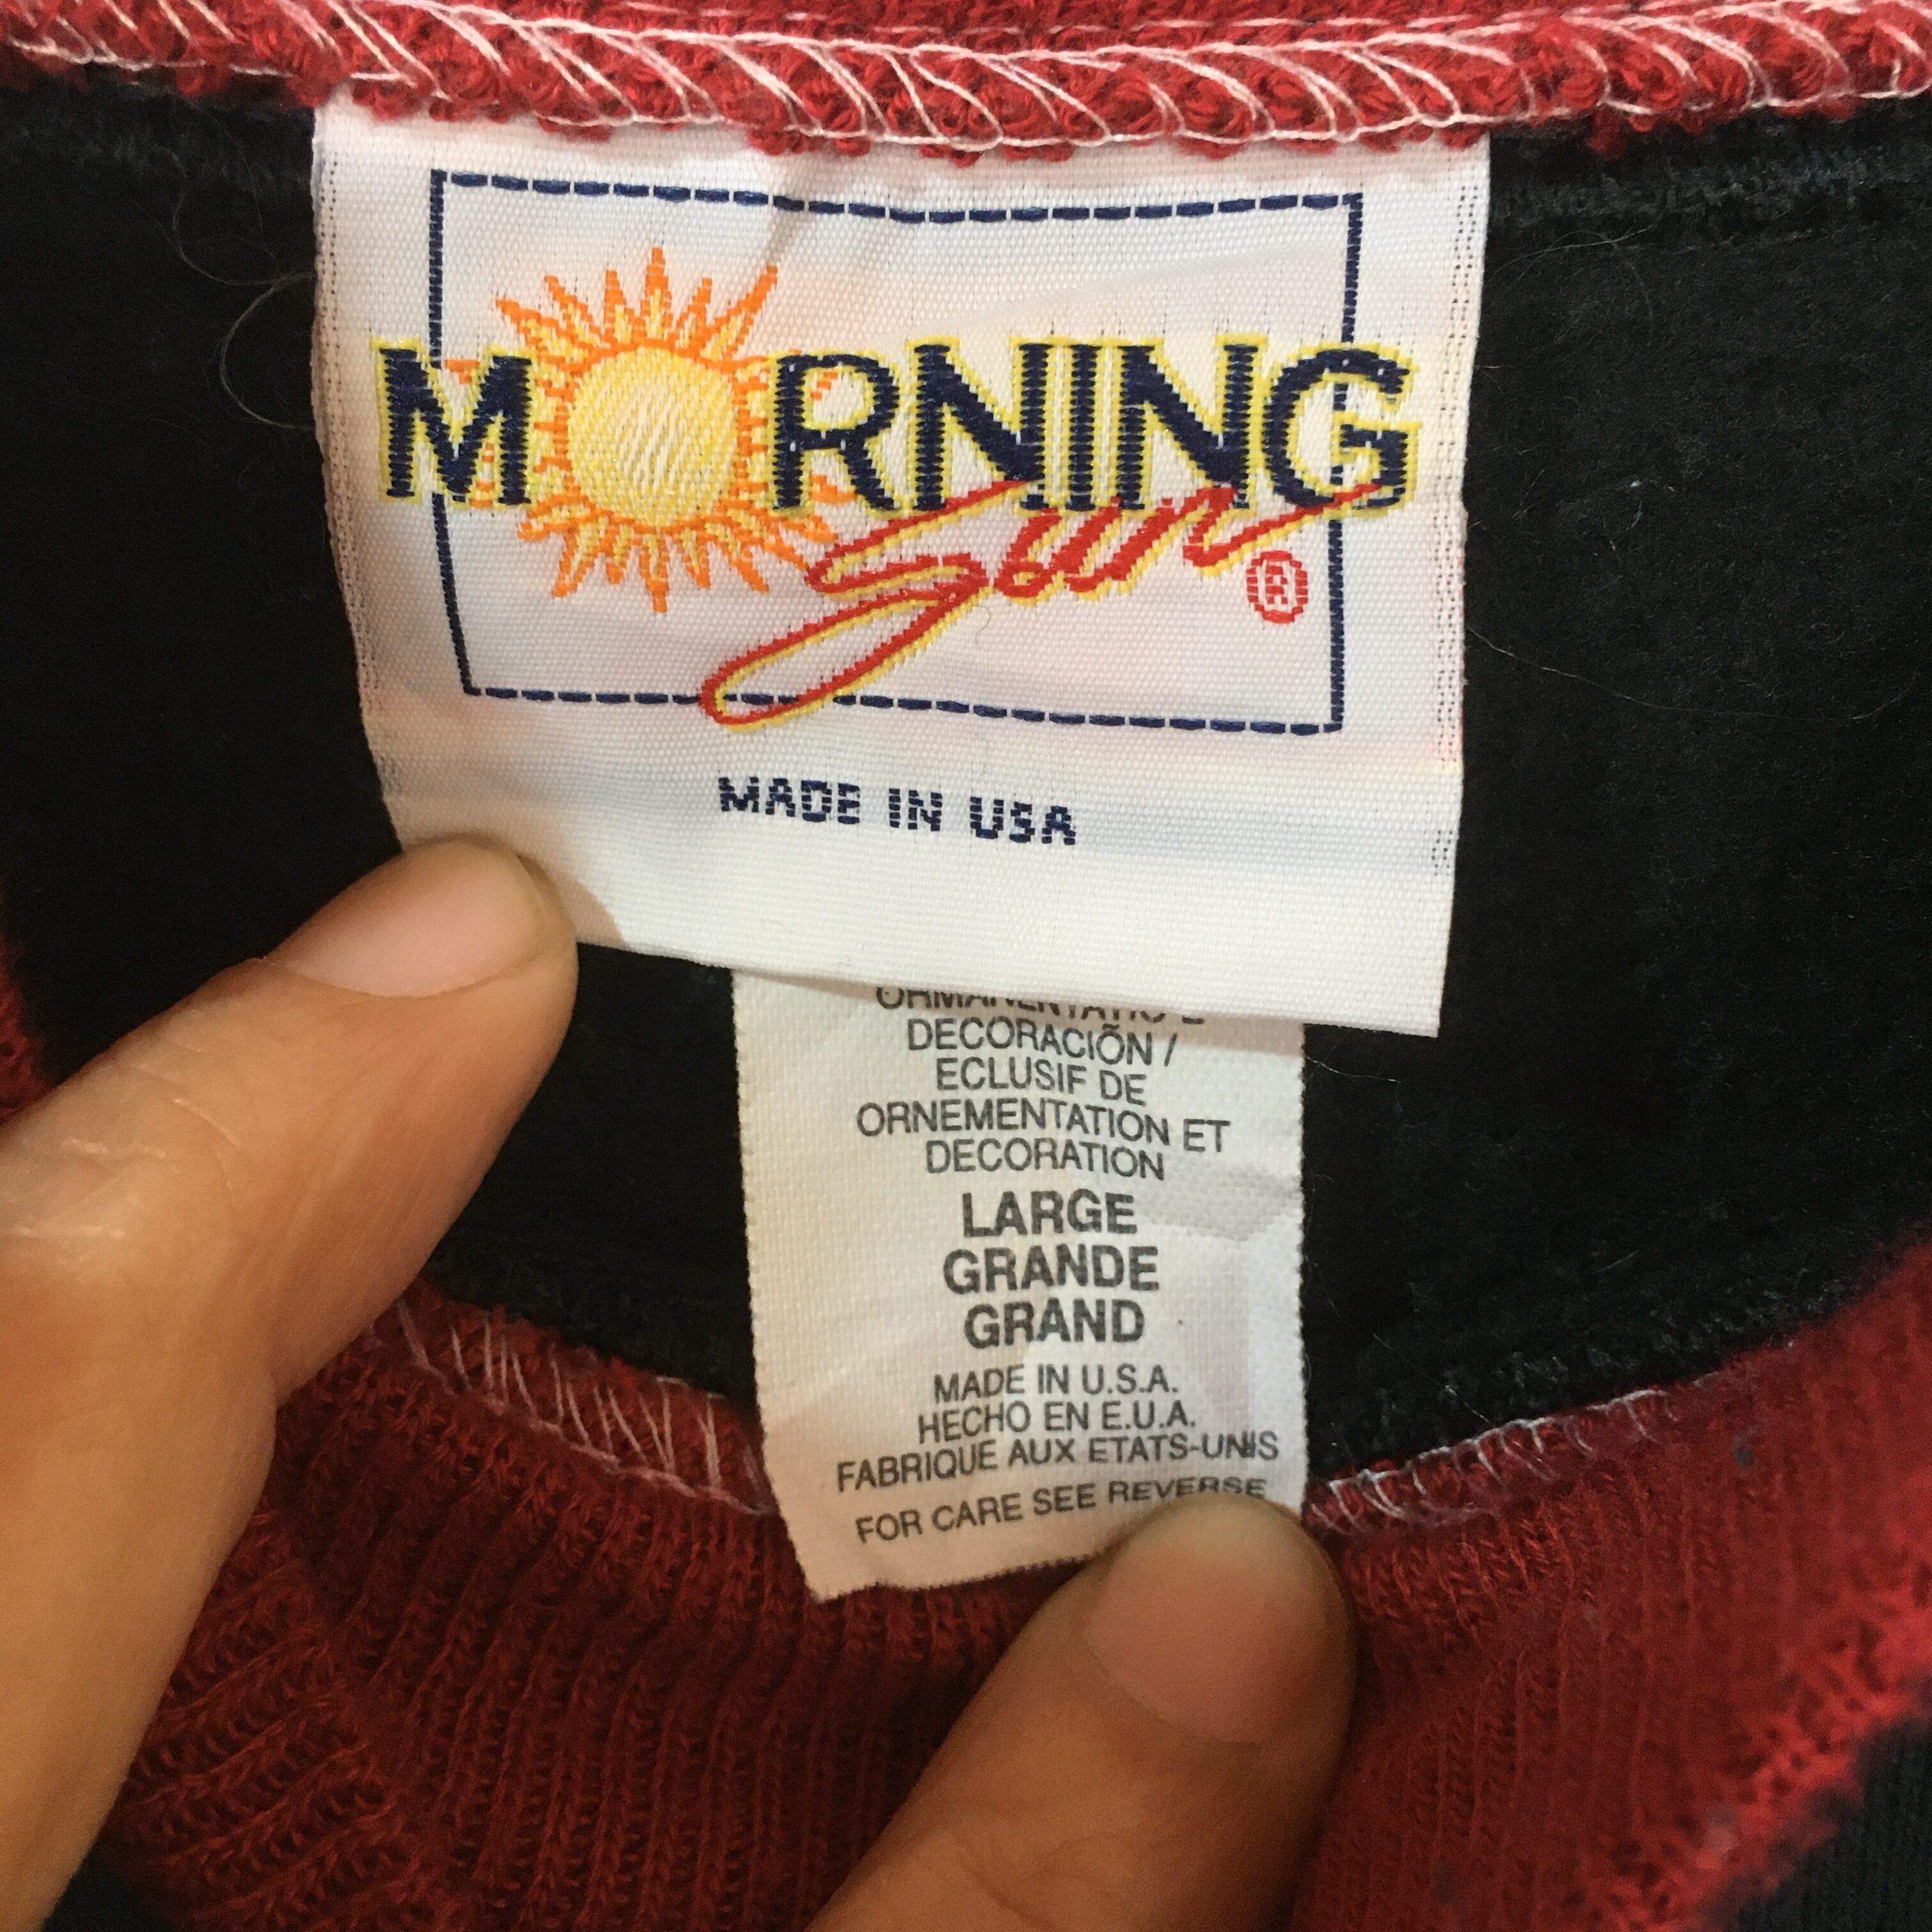 MORNING
Sun ®
MADE IN USA
DECORACIÕN /
ECLUSIF DE
ORNEMENTATION ET
DECORATION
LARGE
GRANDE
GRAND
MADE IN U.S.A.
HECHO EN E.U.A.
FABRIQUE AUX ETATS-UNIS
FOR CARE SEE REVERSE